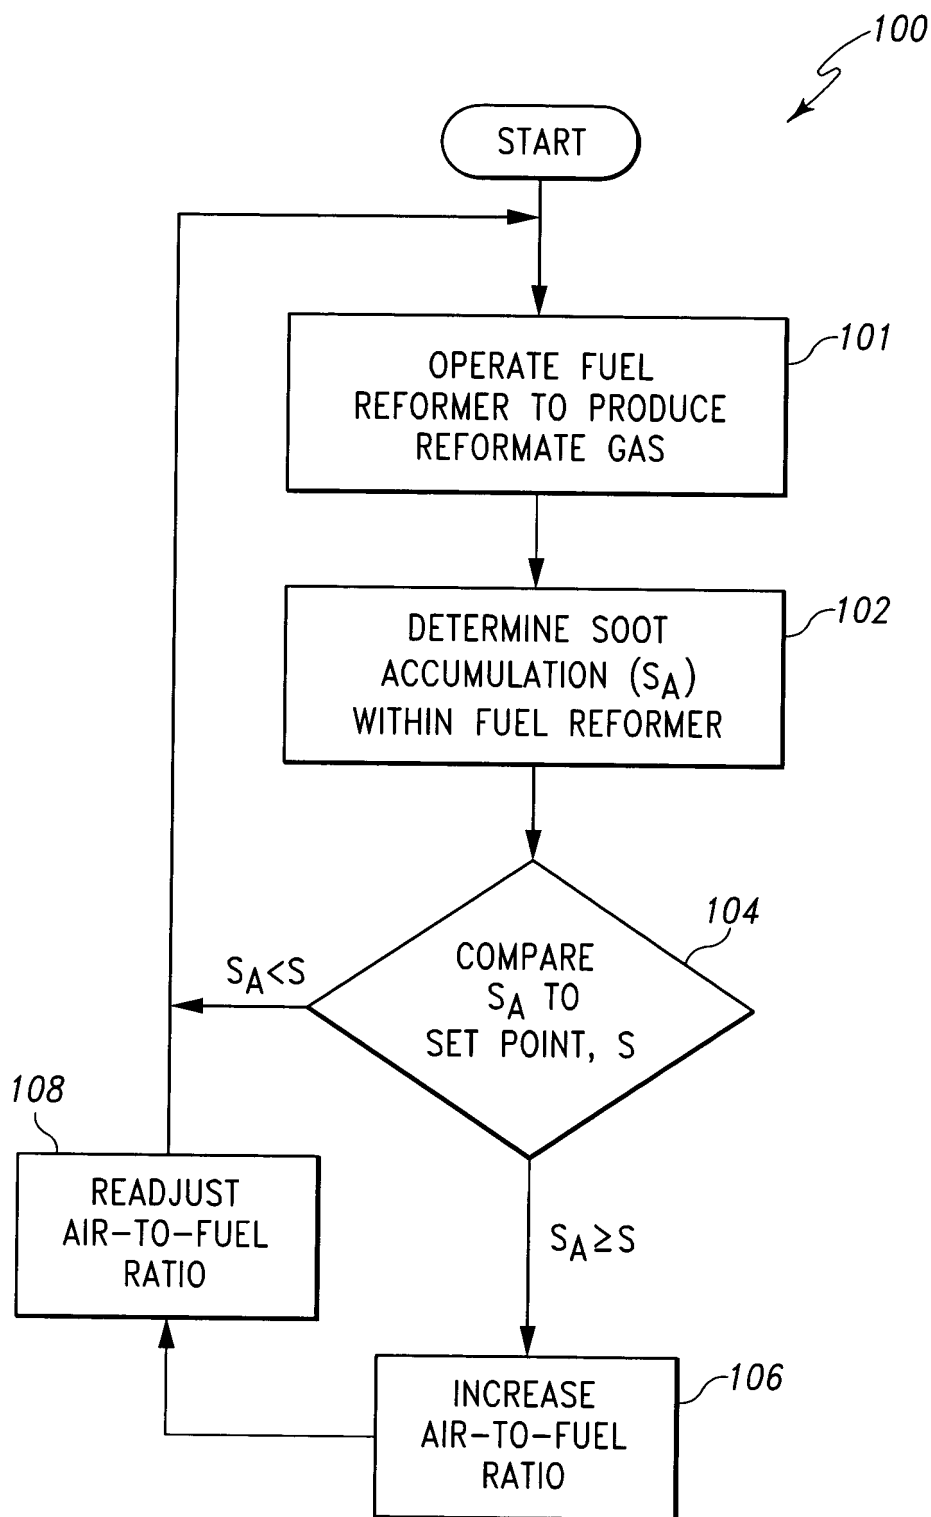 100
START
101
OPERATE FUEL
REFORMER TO PRODUCE
REFORMATE GAS
102
DETERMINE SOOT
ACCUMULATION (SA)
WITHIN FUEL REFORMER
104
COMPARE
SA TO
SET POINT, S
SA<S
108
READJUST
AIR-TO-FUEL
RATIO
SA≥S
106
INCREASE
AIR-TO-FUEL
RATIO